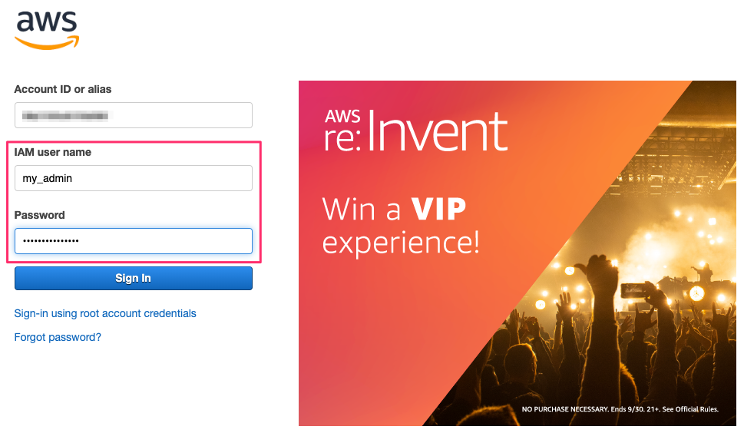 aws
Account ID or alias
IAM user name
my_admin
Password
Sign In
Sign-in using root account credentials
Forgot password?
AWS
re:Invent
Win a VIP
experience!
NO PURCHASE NECESSARY. Ends 9/30. 21+. See Official Rules.